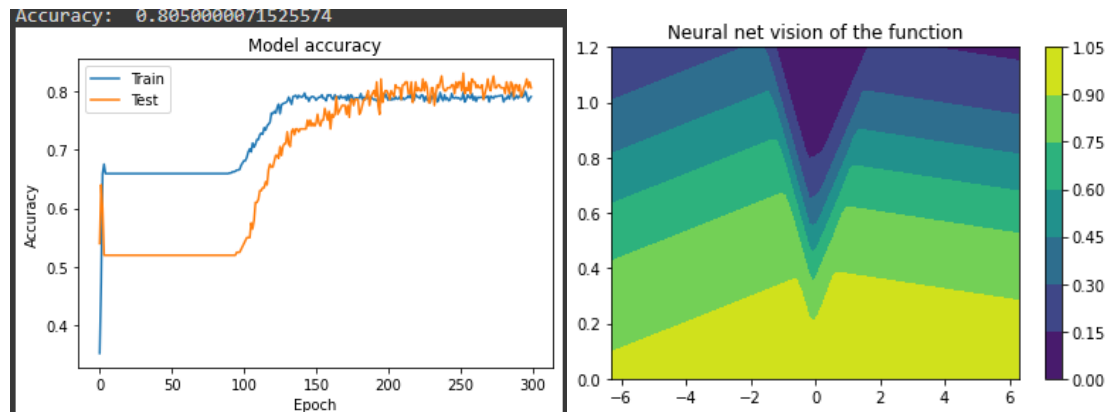 Accuracy:  0.8050000071525574
Model accuracy
Train
Test
0.8
0.7
0.6
0.5
0.4
Accuracy
0 50 100 150 200 250 300
Epoch
Neural net vision of the function
1.2
1.0
0.8
0.6
0.4
0.2
0.0
−6 −4 −2 0 2 4 6
1.05
0.90
0.75
0.60
0.45
0.30
0.15
0.00